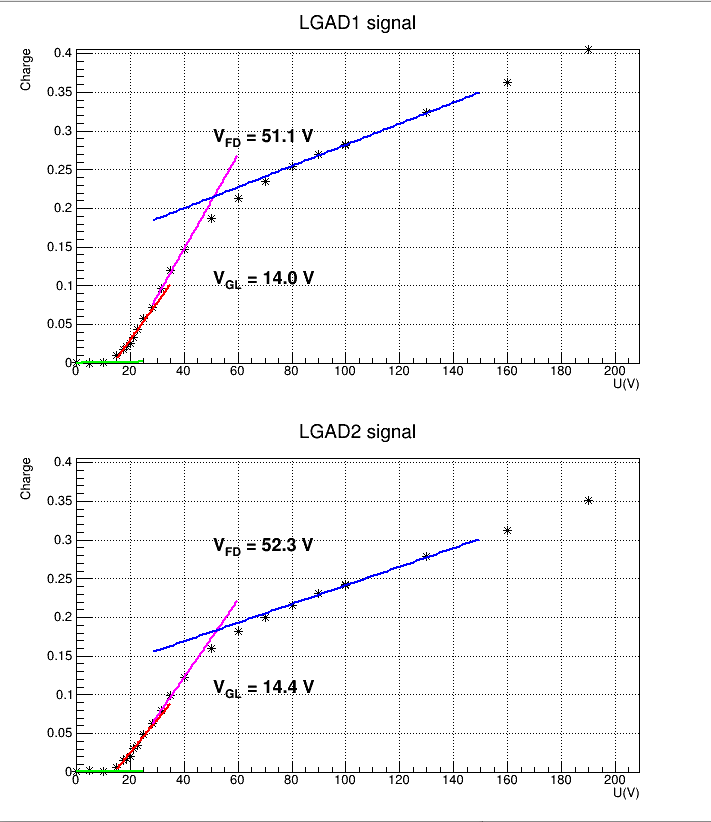 LGAD1 signal
Charge
0.4
0.35
0.3
0.25
0.2
0.15
0.1
0.05
0
V_FD = 51.1 V
V_GL = 14.0 V
0 20 40 60 80 100 120 140 160 180 200
U(V)
LGAD2 signal
Charge
0.4
0.35
0.3
0.25
0.2
0.15
0.1
0.05
0
V_FD = 52.3 V
V_GL = 14.4 V
0 20 40 60 80 100 120 140 160 180 200
U(V)